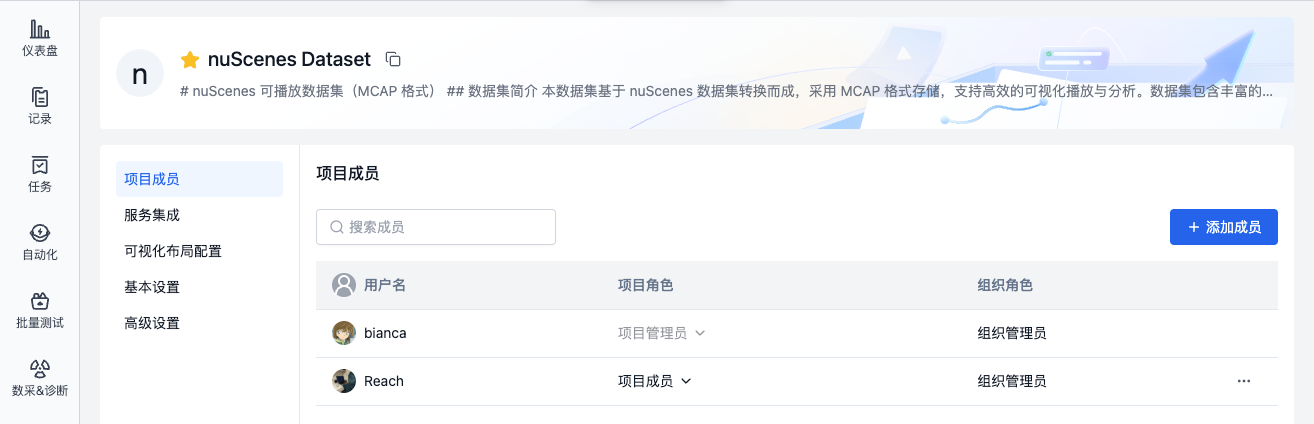 仪表盘
记录
任务
自动化
批量测试
数采&诊断
n
nuScenes Dataset
# nuScenes 可播放数据集（MCAP 格式） ## 数据集简介 本数据集基于 nuScenes 数据集转换而成，采用 MCAP 格式存储，支持高效的可视化播放与分析。数据集包含丰富的...
项目成员
服务集成
可视化布局配置
基本设置
高级设置
项目成员
搜索成员
+ 添加成员
用户名 项目角色 组织角色
bianca 项目管理员 组织管理员
Reach 项目成员 组织管理员 ...